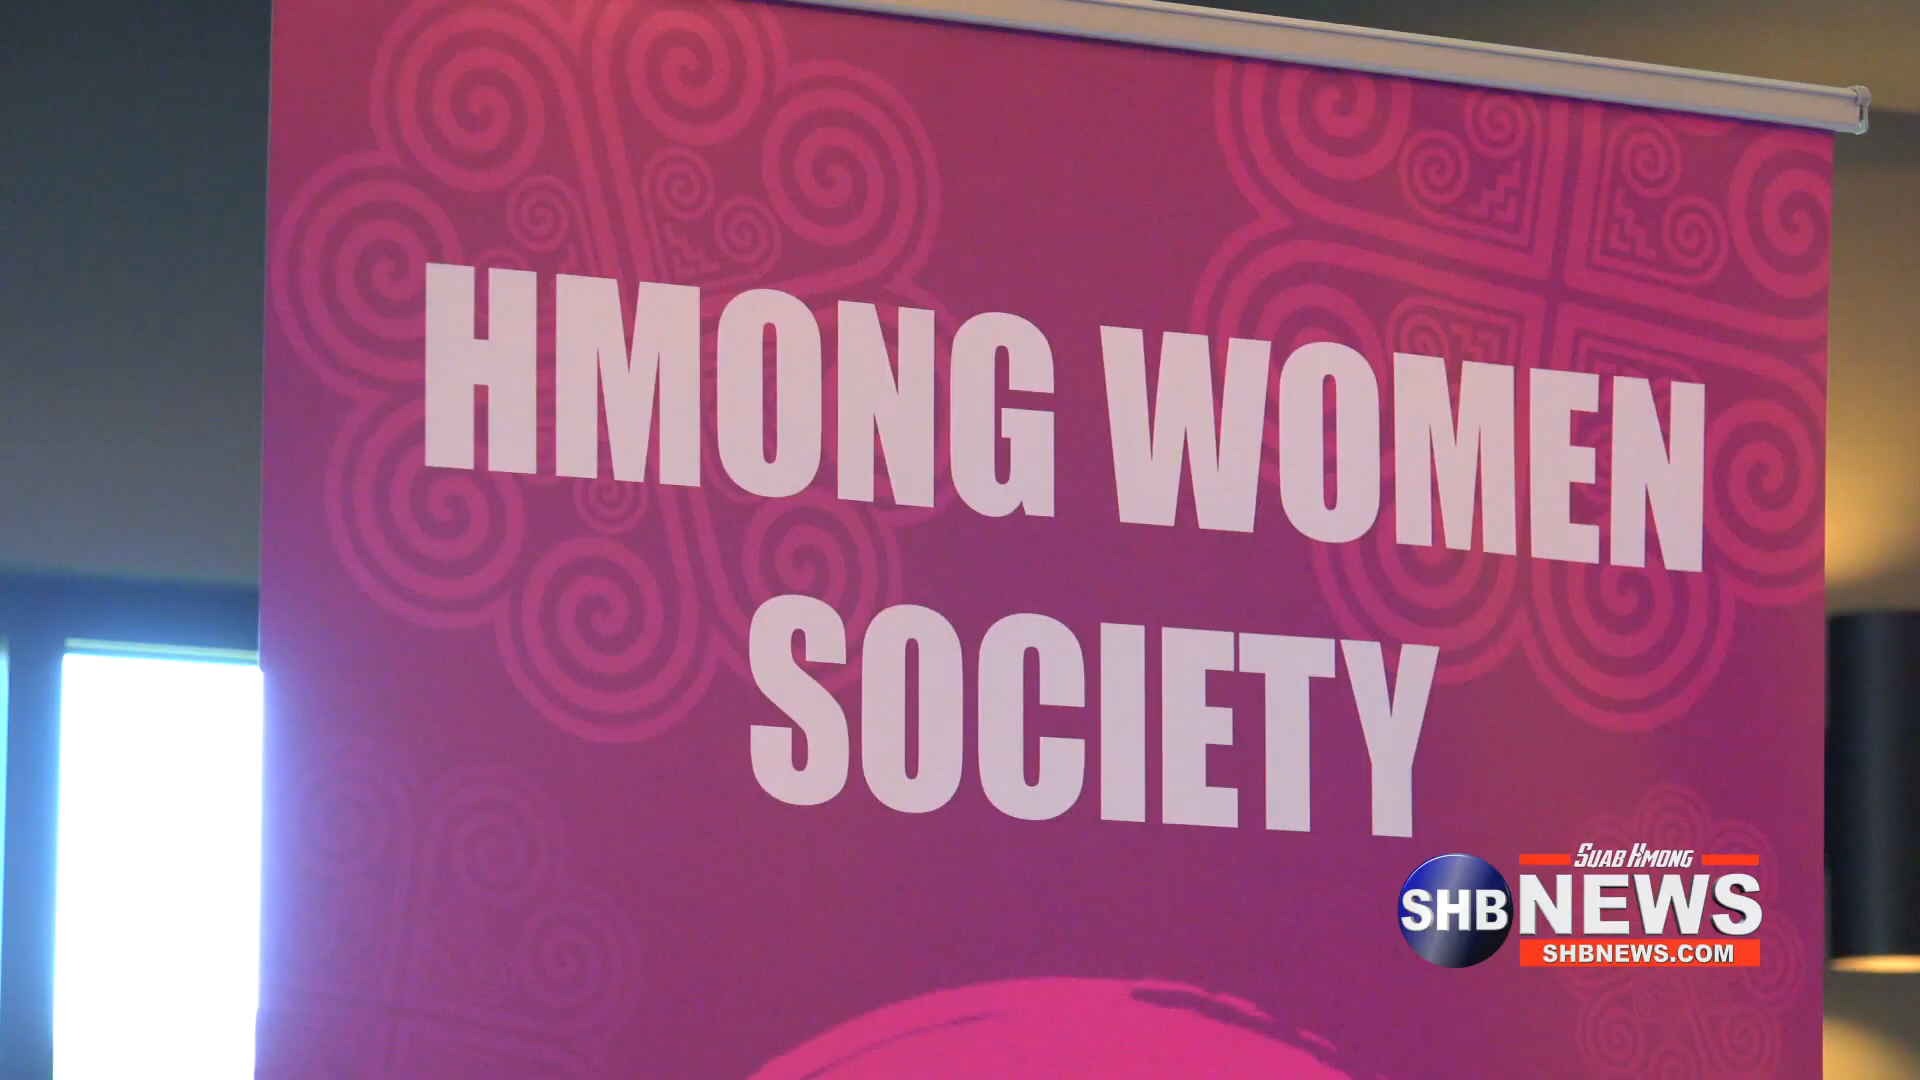 HMONG WOMEN
SOCIETY
SUAB HMONG
SHB NEWS
SHBNEWS.COM